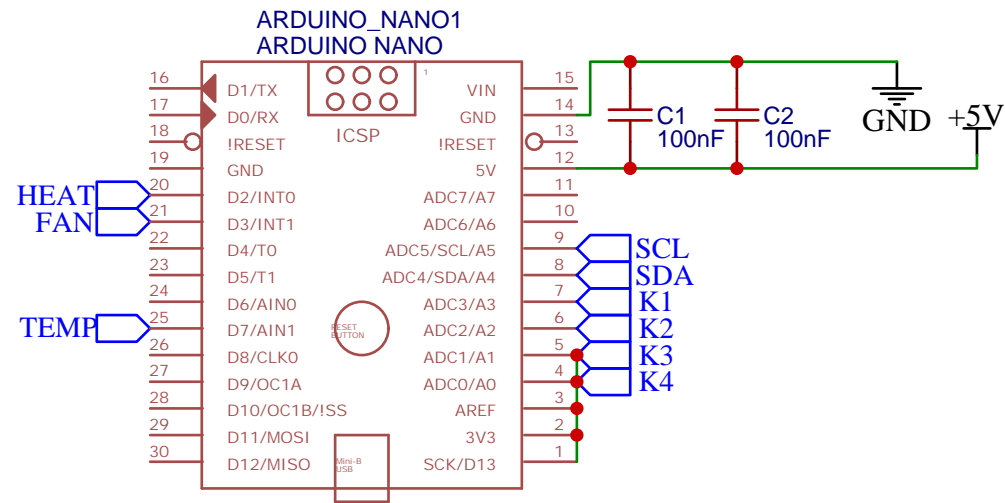 ARDUINO_NANO1
ARDUINO NANO
1
ICSP
16 D1/TX VIN 15
17 D0/RX GND 14
18 !RESET !RESET 13
19 GND 5V 12
HEAT 20 D2/INT0 ADC7/A7 11
FAN 21 D3/INT1 ADC6/A6 10
22 D4/T0 ADC5/SCL/A5 9 SCL
23 D5/T1 ADC4/SDA/A4 8 SDA
24 D6/AIN0 ADC3/A3 7 K1
TEMP 25 D7/AIN1 ADC2/A2 6 K2
26 D8/CLK0 ADC1/A1 5 K3
27 D9/OC1A ADC0/A0 4 K4
28 D10/OC1B/!SS AREF 3
29 D11/MOSI 3V3 2
30 D12/MISO SCK/D13 1
RESET
BUTTON
Mini-B
USB
C1
100nF
C2
100nF
GND
+5V